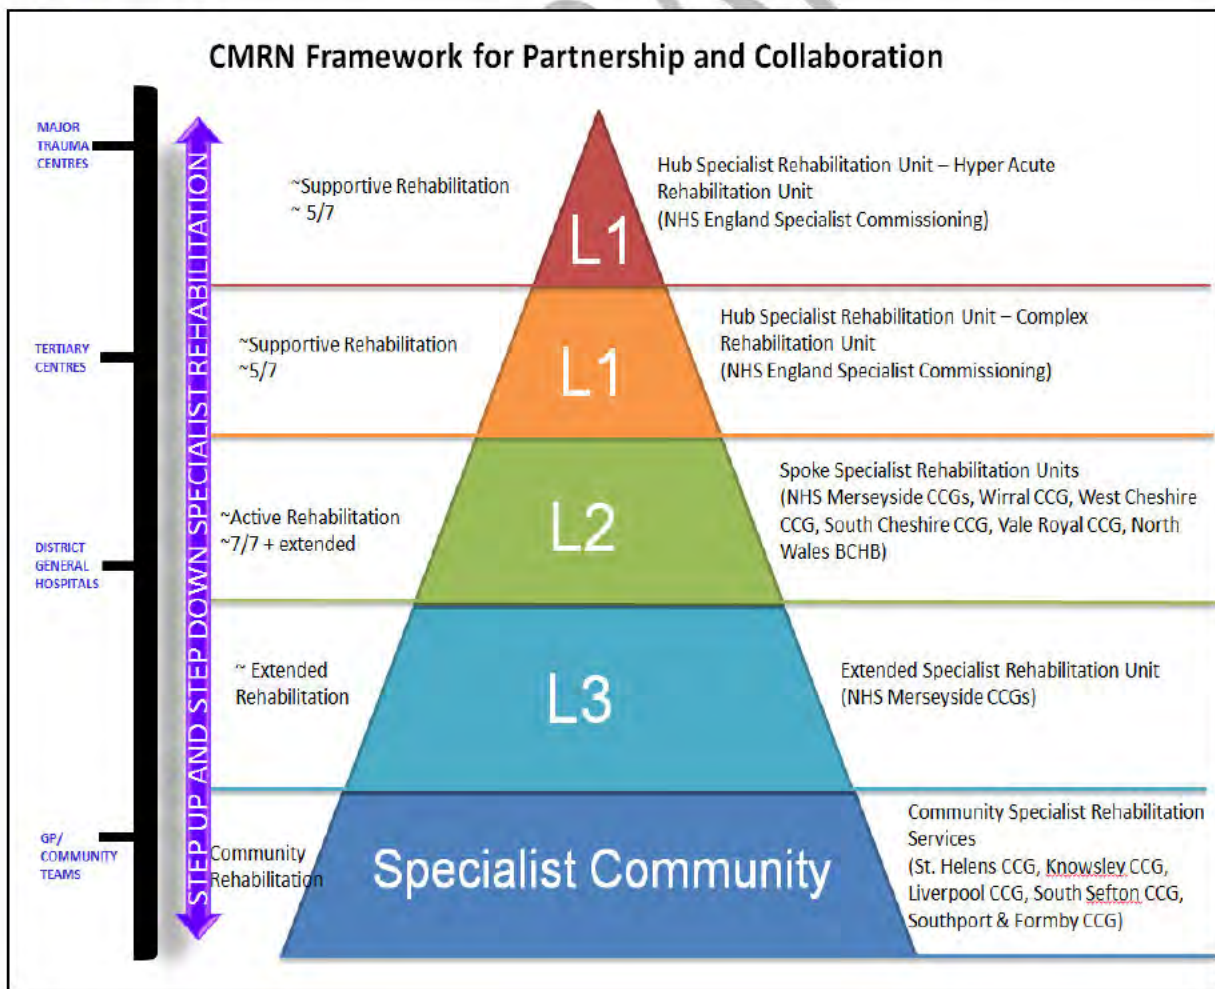 CMRN Framework for Partnership and Collaboration
MAJOR
TRAUMA
CENTRES
TERTIARY
CENTRES
DISTRICT
GENERAL
HOSPITALS
GP/
COMMUNITY
TEAMS
STEP UP AND STEP DOWN SPECIALIST REHABILITATION
~Supportive Rehabilitation
~ 5/7
L1
Hub Specialist Rehabilitation Unit – Hyper Acute
Rehabilitation Unit
(NHS England Specialist Commissioning)
~Supportive Rehabilitation
~5/7
L1
Hub Specialist Rehabilitation Unit – Complex
Rehabilitation Unit
(NHS England Specialist Commissioning)
~Active Rehabilitation
~7/7 + extended
L2
Spoke Specialist Rehabilitation Units
(NHS Merseyside CCGs, Wirral CCG, West Cheshire
CCG, South Cheshire CCG, Vale Royal CCG, North
Wales BCHB)
~ Extended
Rehabilitation
L3
Extended Specialist Rehabilitation Unit
(NHS Merseyside CCGs)
Community
Rehabilitation
Specialist Community
Community Specialist Rehabilitation
Services
(St. Helens CCG, Knowsley CCG,
Liverpool CCG, South Sefton CCG,
Southport & Formby CCG)